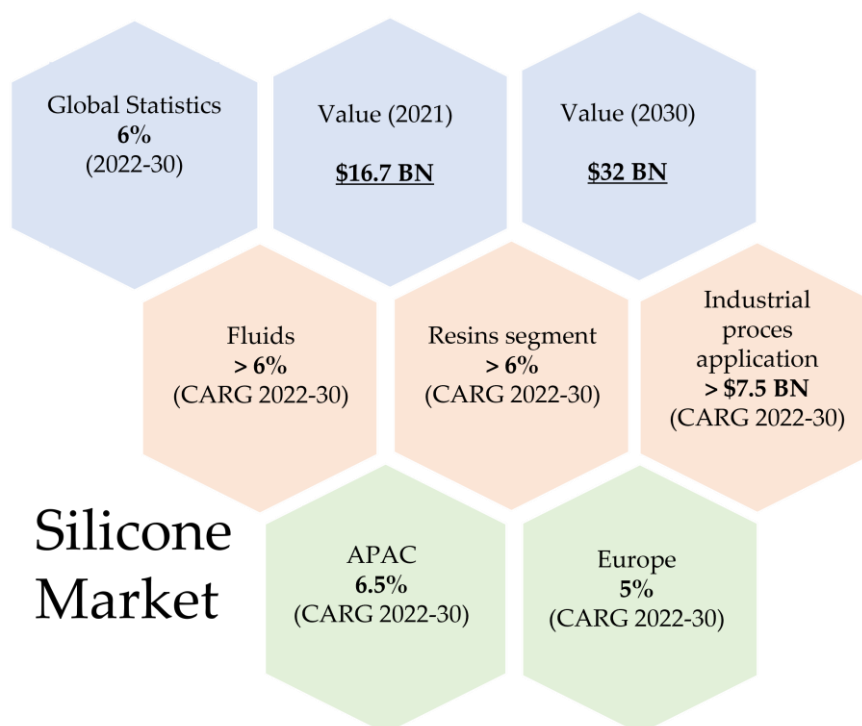 Global Statistics
6%
(2022-30)
Value (2021)
$16.7 BN
Value (2030)
$32 BN
Fluids
> 6%
(CARG 2022-30)
Resins segment
> 6%
(CARG 2022-30)
Industrial
proces
application
> $7.5 BN
(CARG 2022-30)
Silicone
Market
APAC
6.5%
(CARG 2022-30)
Europe
5%
(CARG 2022-30)